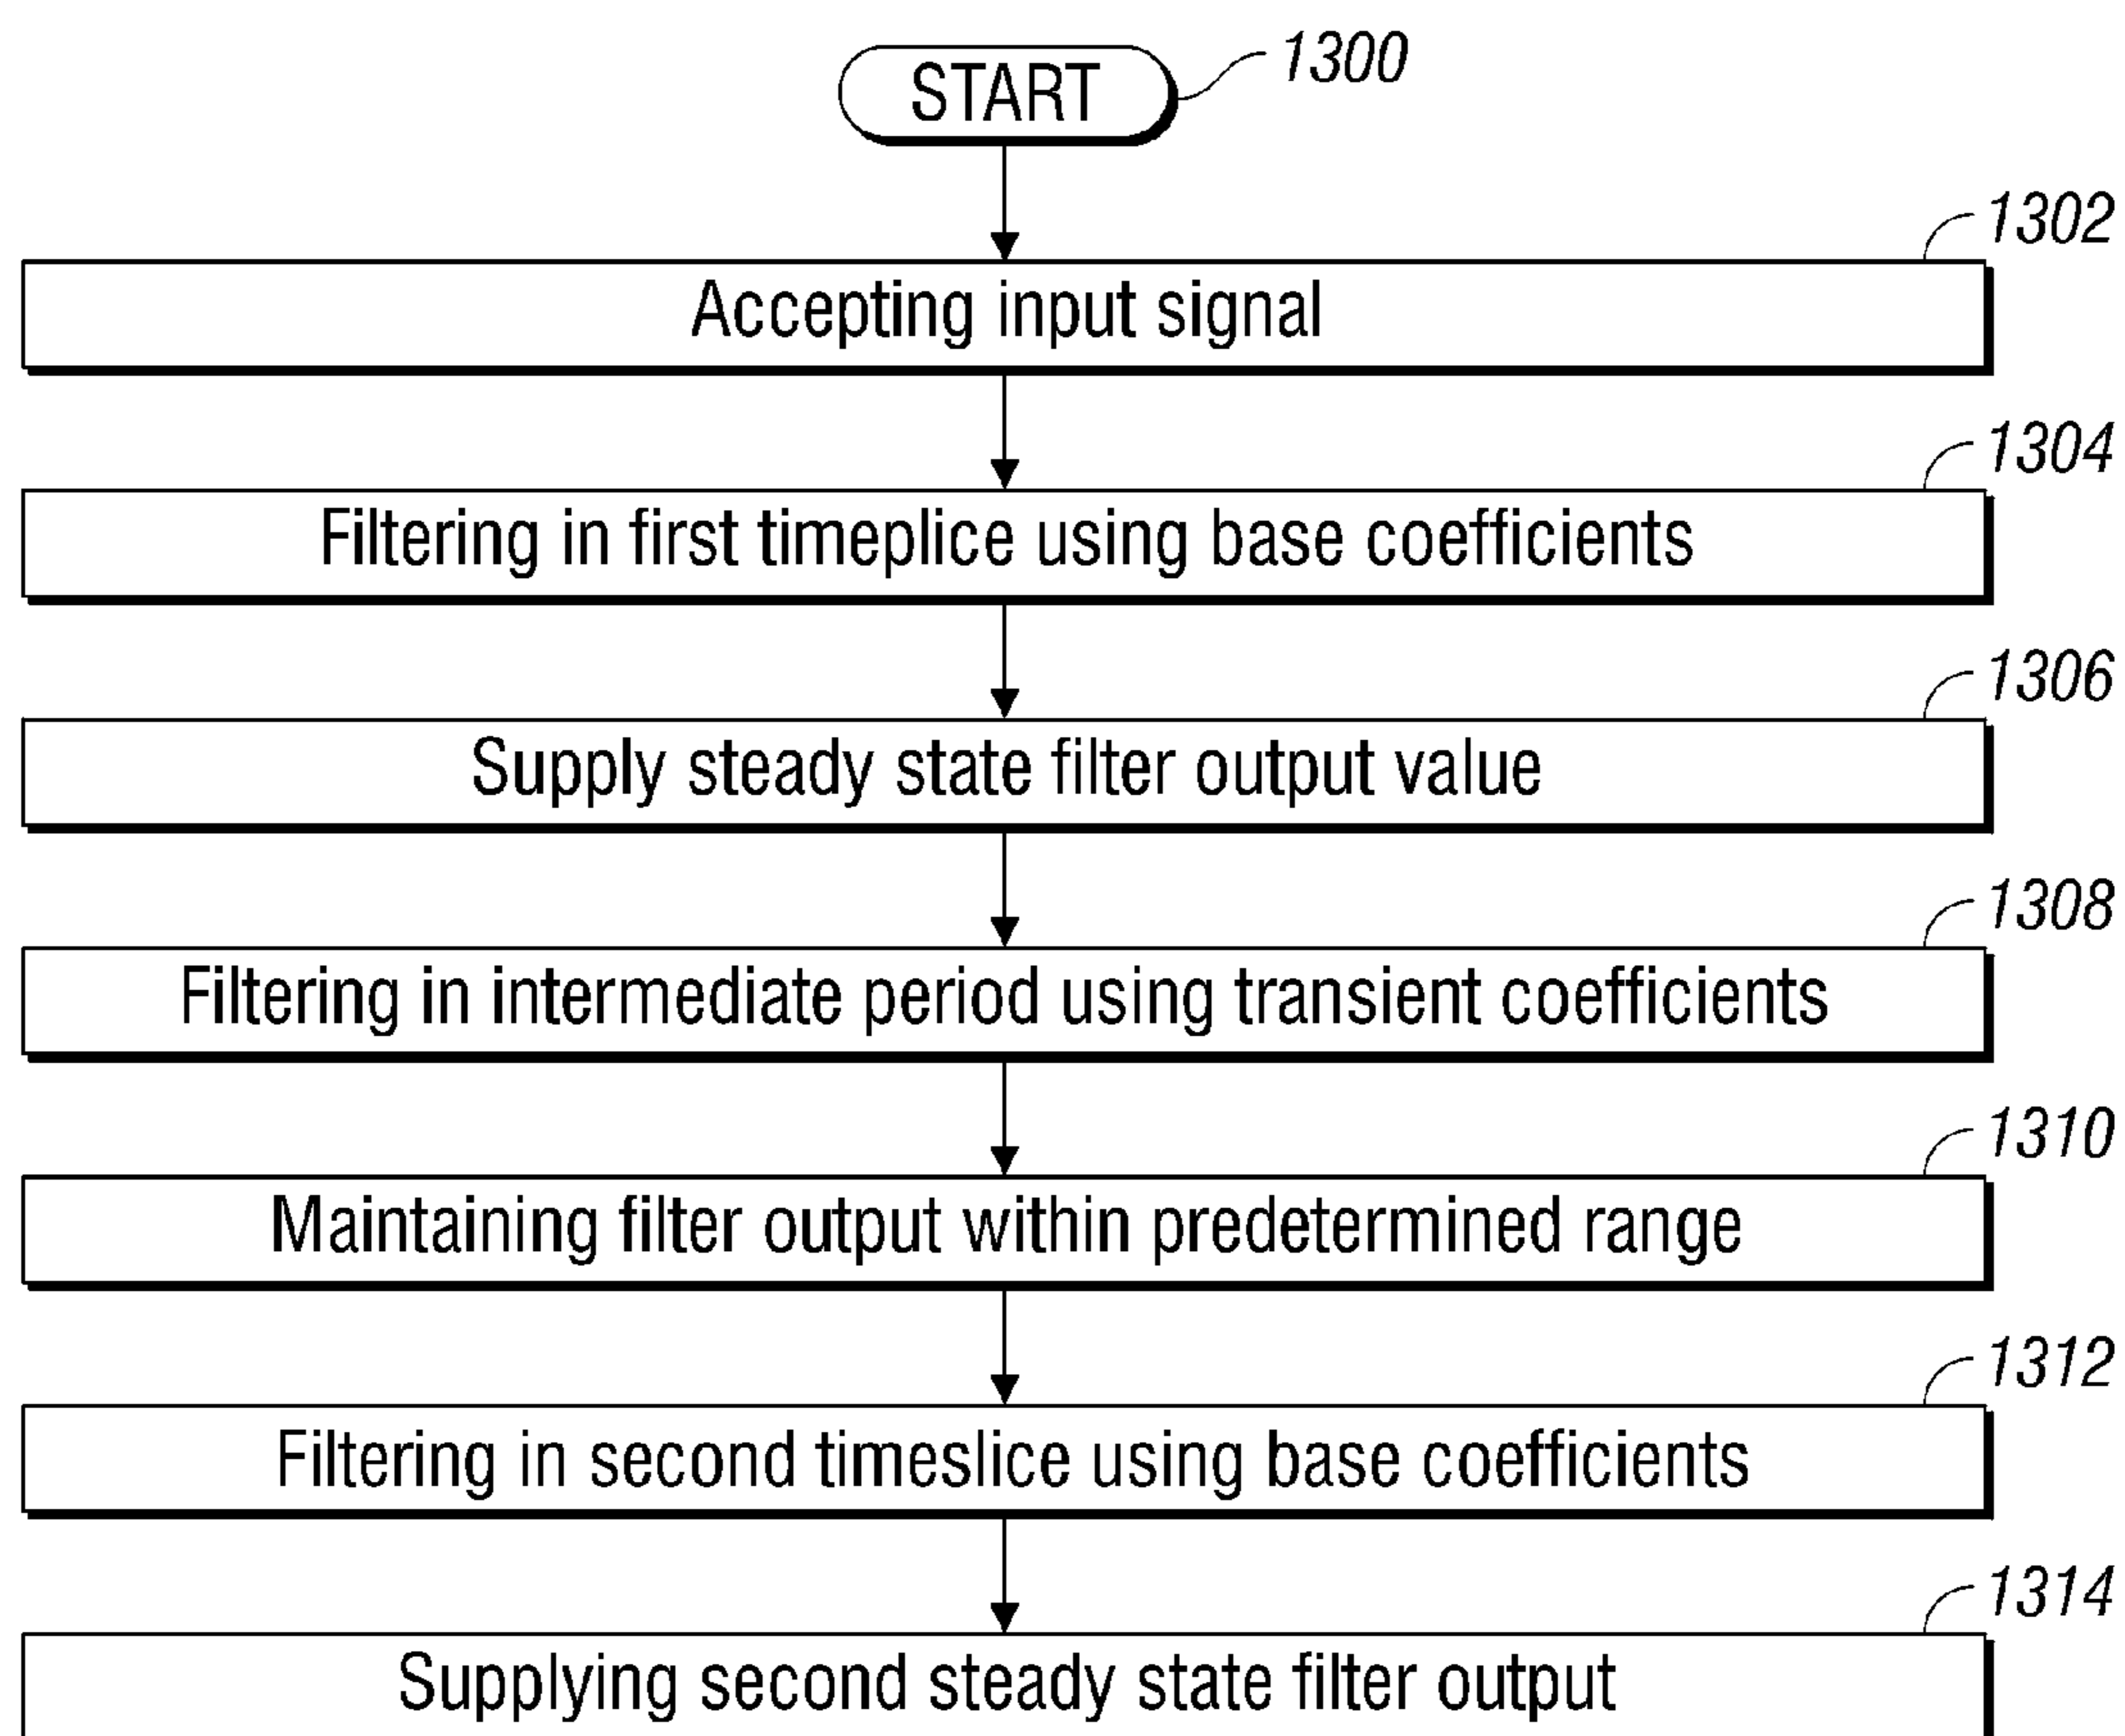 START
1300
1302
Accepting input signal
1304
Filtering in first timeplice using base coefficients
1306
Supply steady state filter output value
1308
Filtering in intermediate period using transient coefficients
1310
Maintaining filter output within predetermined range
1312
Filtering in second timeslice using base coefficients
1314
Supplying second steady state filter output